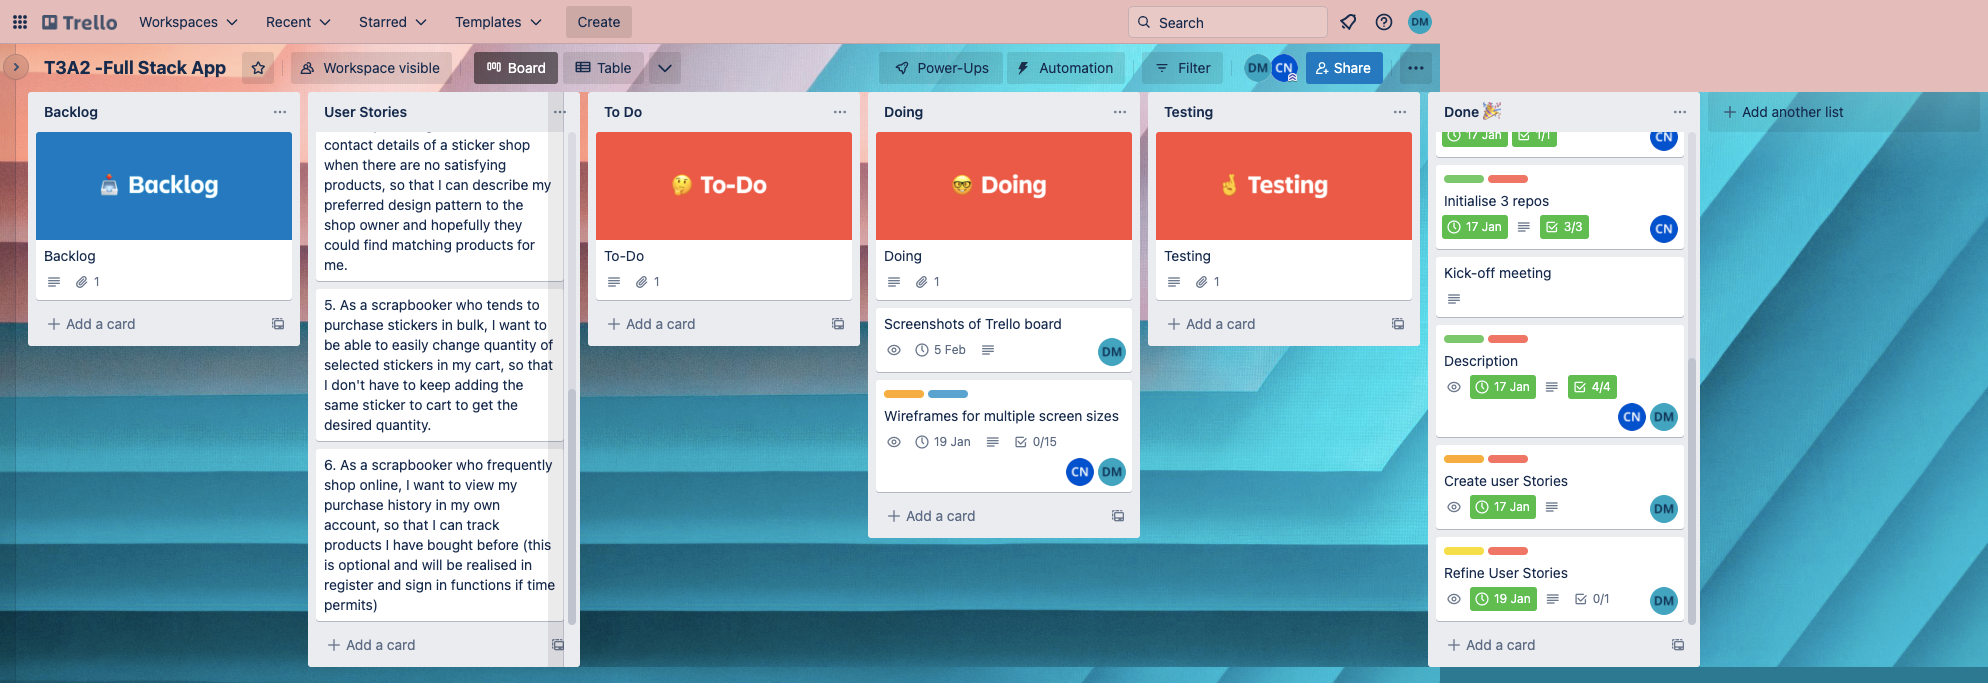 Trello
Workspaces
Recent
Starred
Templates
Create
Search
DM
T3A2 -Full Stack App
Workspace visible
Board
Table
Power-Ups
Automation
Filter
DM
CN
Share
Backlog
Backlog
Backlog
1
Add a card
User Stories
contact details of a sticker shop
when there are no satisfying
products, so that I can describe my
preferred design pattern to the
shop owner and hopefully they
could find matching products for
me.
5. As a scrapbooker who tends to
purchase stickers in bulk, I want to
be able to easily change quantity of
selected stickers in my cart, so that
I don't have to keep adding the
same sticker to cart to get the
desired quantity.
6. As a scrapbooker who frequently
shop online, I want to view my
purchase history in my own
account, so that I can track
products I have bought before (this
is optional and will be realised in
register and sign in functions if time
permits)
Add a card
To Do
To-Do
To-Do
1
Add a card
Doing
Doing
Doing
1
Screenshots of Trello board
5 Feb
DM
Wireframes for multiple screen sizes
19 Jan
0/15
CN DM
Add a card
Testing
Testing
Testing
1
Add a card
Done
17 Jan
1/1
CN
Initialise 3 repos
17 Jan
3/3
CN
Kick-off meeting
Description
17 Jan
4/4
CN DM
Create user Stories
17 Jan
DM
Refine User Stories
19 Jan
0/1
DM
Add a card
Add another list